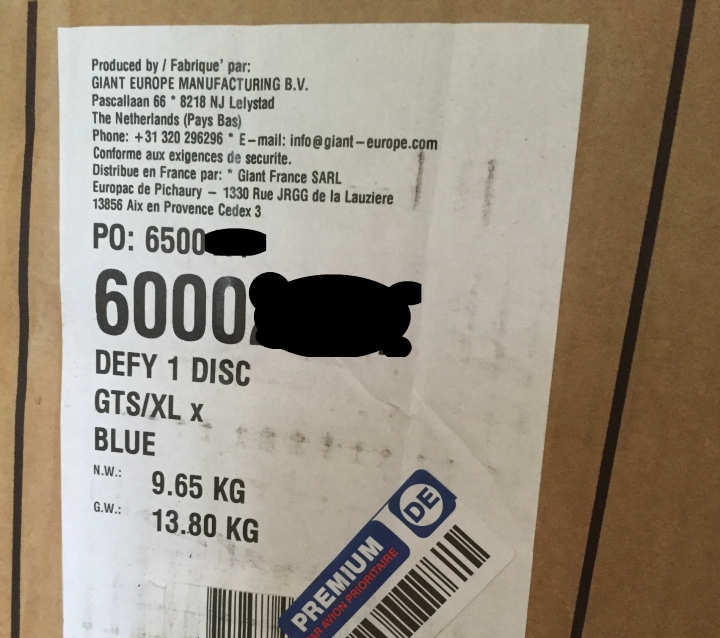 Produced by / Fabrique' par:
GIANT EUROPE MANUFACTURING B.V.
Pascallaan 66 * 8218 NJ Lelystad
The Netherlands (Pays Bas)
Phone: +31 320 296296 * E-mail: info@giant-europe.com
Conforme aux exigences de securite.
Distribue en France par: * Giant France SARL
Europac de Pichaury - 1330 Rue JRGG de la Lauziere
13856 Aix en Provence Cedex 3
PO: 6500
6000
DEFY 1 DISC
GTS/XL x
BLUE
N.W.: 9.65 KG
G.W.: 13.80 KG
PREMIUM DE
PAR AVION PRIORITAIRE